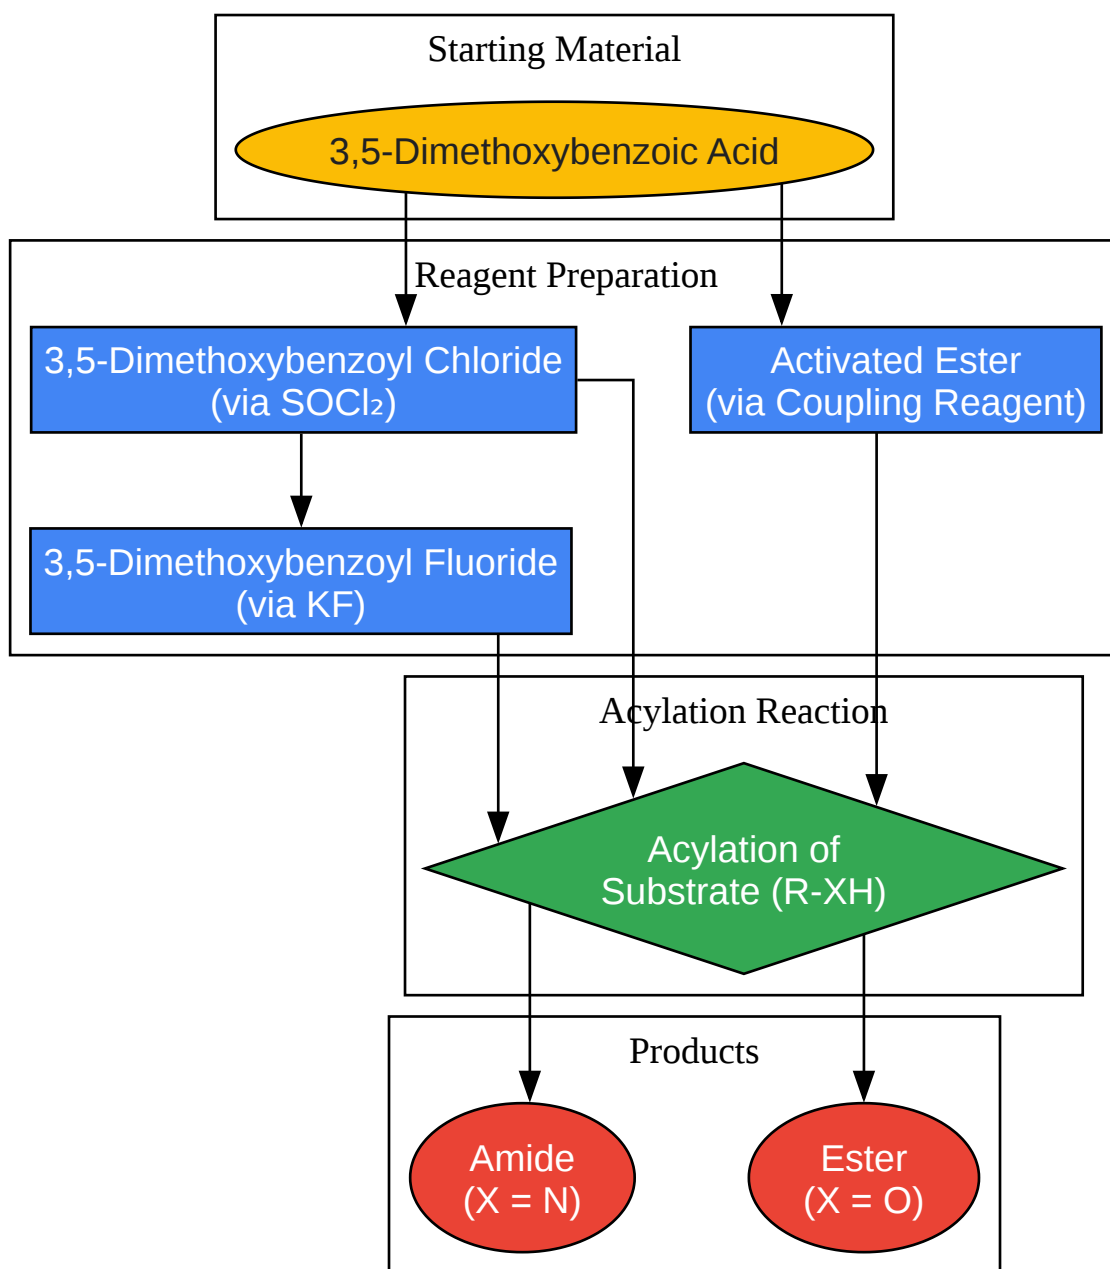 Starting Material
3,5-Dimethoxybenzoic Acid
Reagent Preparation
3,5-Dimethoxybenzoyl Chloride
(via SOCl₂)
Activated Ester
(via Coupling Reagent)
3,5-Dimethoxybenzoyl Fluoride
(via KF)
Acylation Reaction
Acylation of
Substrate (R-XH)
Products
Amide
(X = N)
Ester
(X = O)